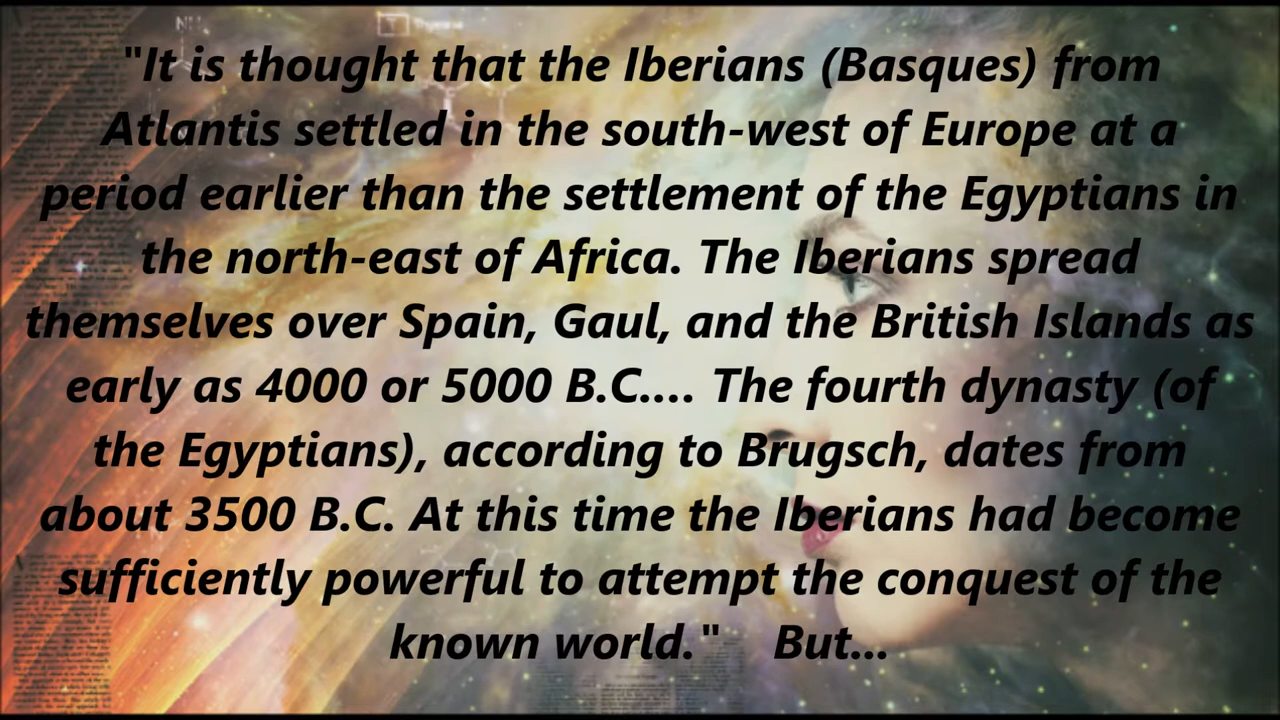 "It is thought that the Iberians (Basques) from
Atlantis settled in the south-west of Europe at a
period earlier than the settlement of the Egyptians in
the north-east of Africa. The Iberians spread
themselves over Spain, Gaul, and the British Islands as
early as 4000 or 5000 B.C.... The fourth dynasty (of
the Egyptians), according to Brugsch, dates from
about 3500 B.C. At this time the Iberians had become
sufficiently powerful to attempt the conquest of the
known world." But...